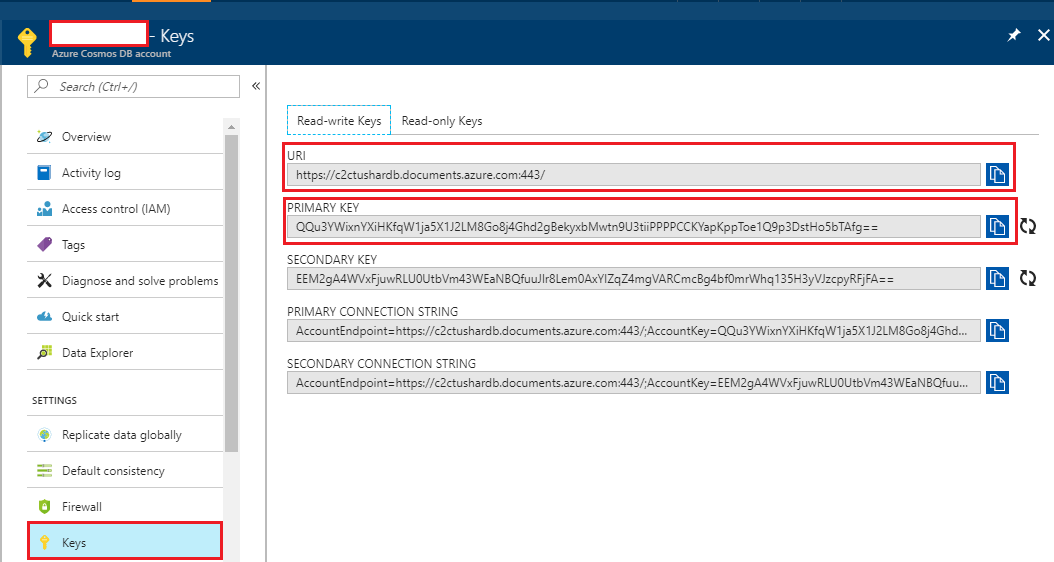 - Keys
Azure Cosmos DB account
Search (Ctrl+/)
Overview
Activity log
Access control (IAM)
Tags
Diagnose and solve problems
Quick start
Data Explorer
SETTINGS
Replicate data globally
Default consistency
Firewall
Keys
Read-write Keys
Read-only Keys
URI
https://c2ctushardb.documents.azure.com:443/
PRIMARY KEY
QQu3YWixnYXiHKfqW1ja5X1J2LM8Go8j4Ghd2gBekyxbMwtn9U3tiiPPPPCCKYapKppToe1Q9p3DstHo5bTAfg==
SECONDARY KEY
EEM2gA4WVxFjuwRLU0UtbVm43WEaNBQfuuJIr8Lem0AxYIZqZ4mgVARCmcBg4bf0mrWhq135H3yVJzcpyRFjFA==
PRIMARY CONNECTION STRING
AccountEndpoint=https://c2ctushardb.documents.azure.com:443/;AccountKey=QQu3YWixnYXiHKfqW1ja5X1J2LM8Go8j4Ghd...
SECONDARY CONNECTION STRING
AccountEndpoint=https://c2ctushardb.documents.azure.com:443/;AccountKey=EEM2gA4WVxFjuwRLU0UtbVm43WEaNBQfuu...